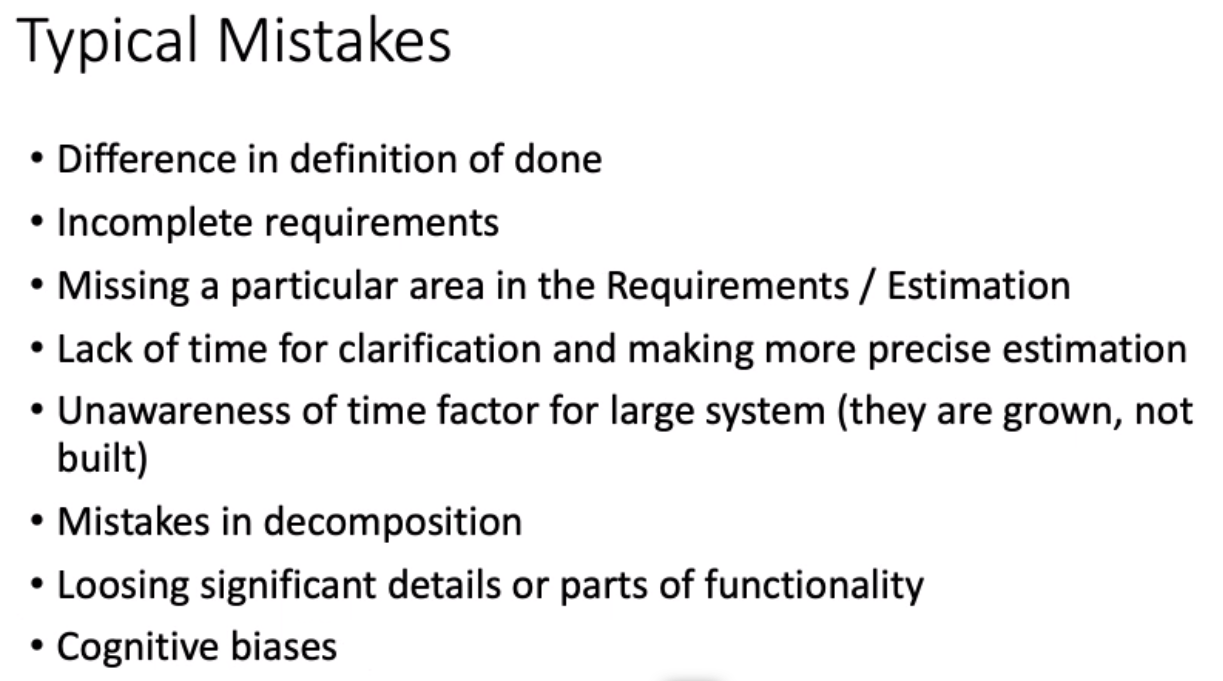 Typical Mistakes
• Difference in definition of done
• Incomplete requirements
• Missing a particular area in the Requirements / Estimation
• Lack of time for clarification and making more precise estimation
• Unawareness of time factor for large system (they are grown, not
built)
• Mistakes in decomposition
• Loosing significant details or parts of functionality
• Cognitive biases